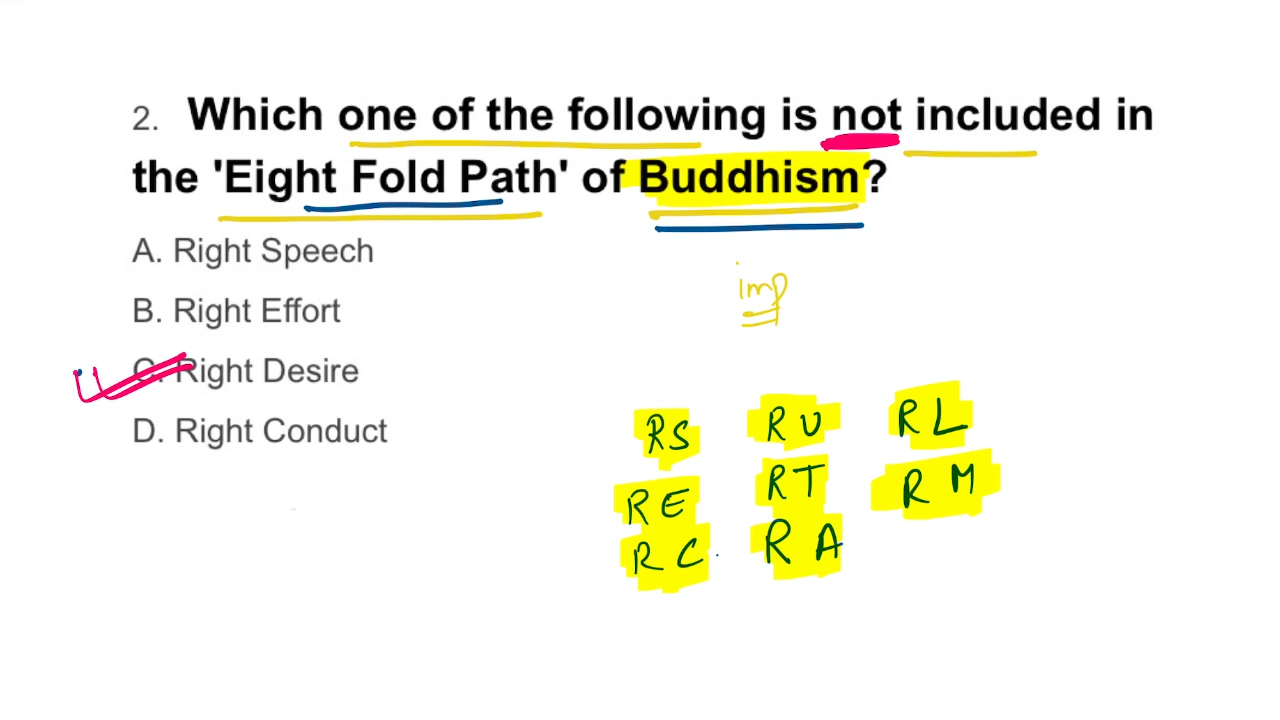 2. Which one of the following is not included in
the 'Eight Fold Path' of Buddhism?
A. Right Speech
B. Right Effort
C. Right Desire
D. Right Conduct
imp
RS RU RL
RE RT RM
RC RA